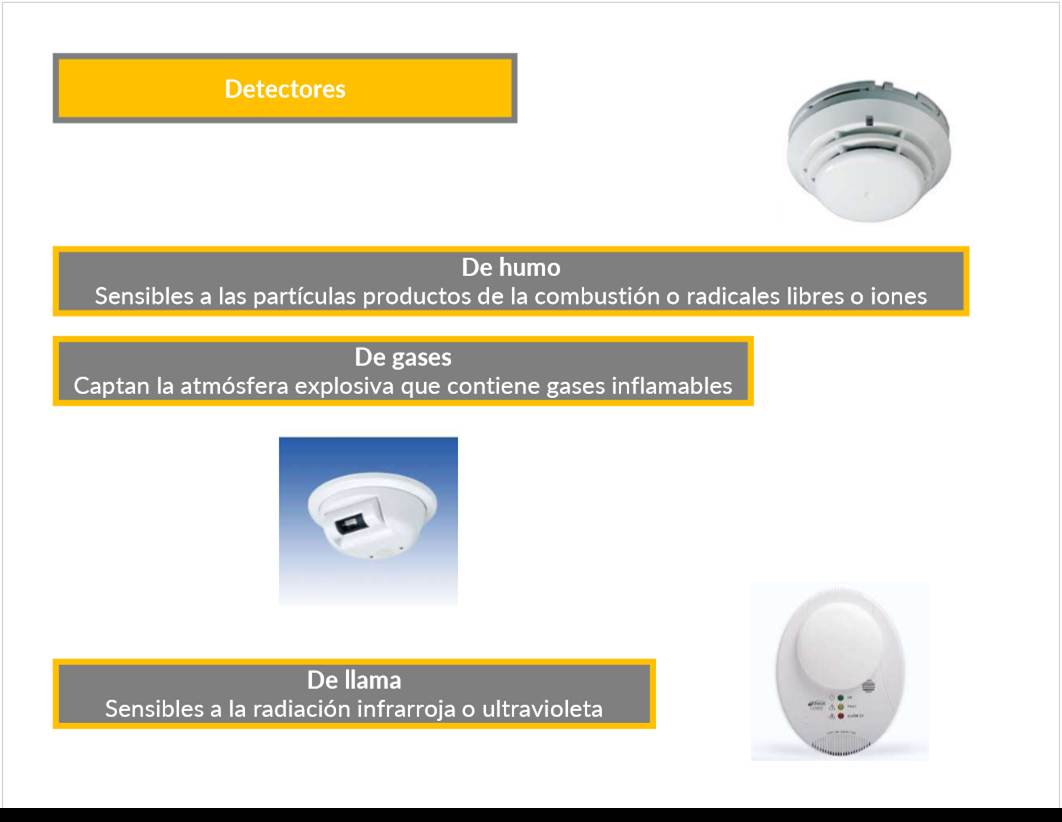 Detectores
De humo
Sensibles a las partículas productos de la combustión o radicales libres o iones
De gases
Captan la atmósfera explosiva que contiene gases inflamables
De llama
Sensibles a la radiación infrarroja o ultravioleta